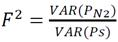 F² = VAR(P_N2) / VAR(Ps)